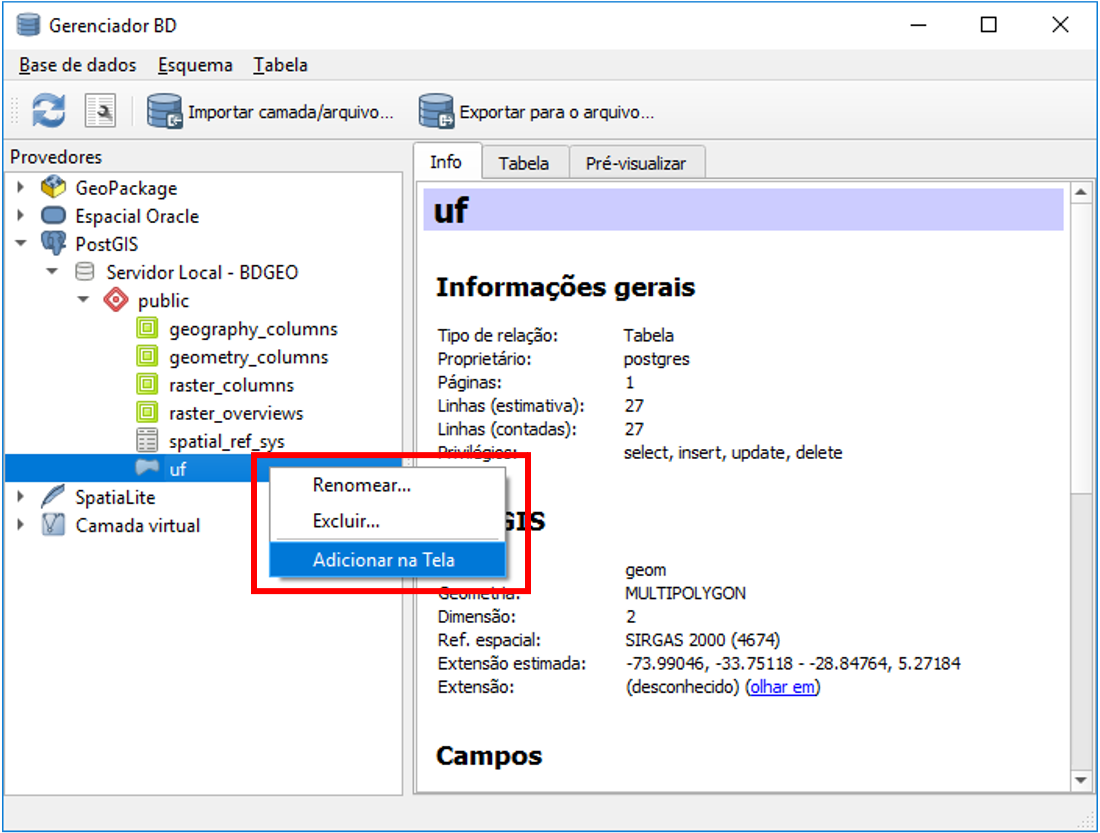 Gerenciador BD
Base de dados Esquema Tabela
Importar camada/arquivo... Exportar para o arquivo...
Provedores
GeoPackage
Espacial Oracle
PostGIS
Servidor Local - BDGEO
public
geography_columns
geometry_columns
raster_columns
raster_overviews
spatial_ref_sys
uf
SpatiaLite
Camada virtual
Renomear...
Excluir...
Adicionar na Tela
Info Tabela Pré-visualizar
uf
Informações gerais
Tipo de relação: Tabela
Proprietário: postgres
Páginas: 1
Linhas (estimativa): 27
Linhas (contadas): 27
Privilégios: select, insert, update, delete
GIS
geom
Geometria: MULTIPOLYGON
Dimensão: 2
Ref. espacial: SIRGAS 2000 (4674)
Extensão estimada: -73.99046, -33.75118 - -28.84764, 5.27184
Extensão: (desconhecido) (olhar em)
Campos